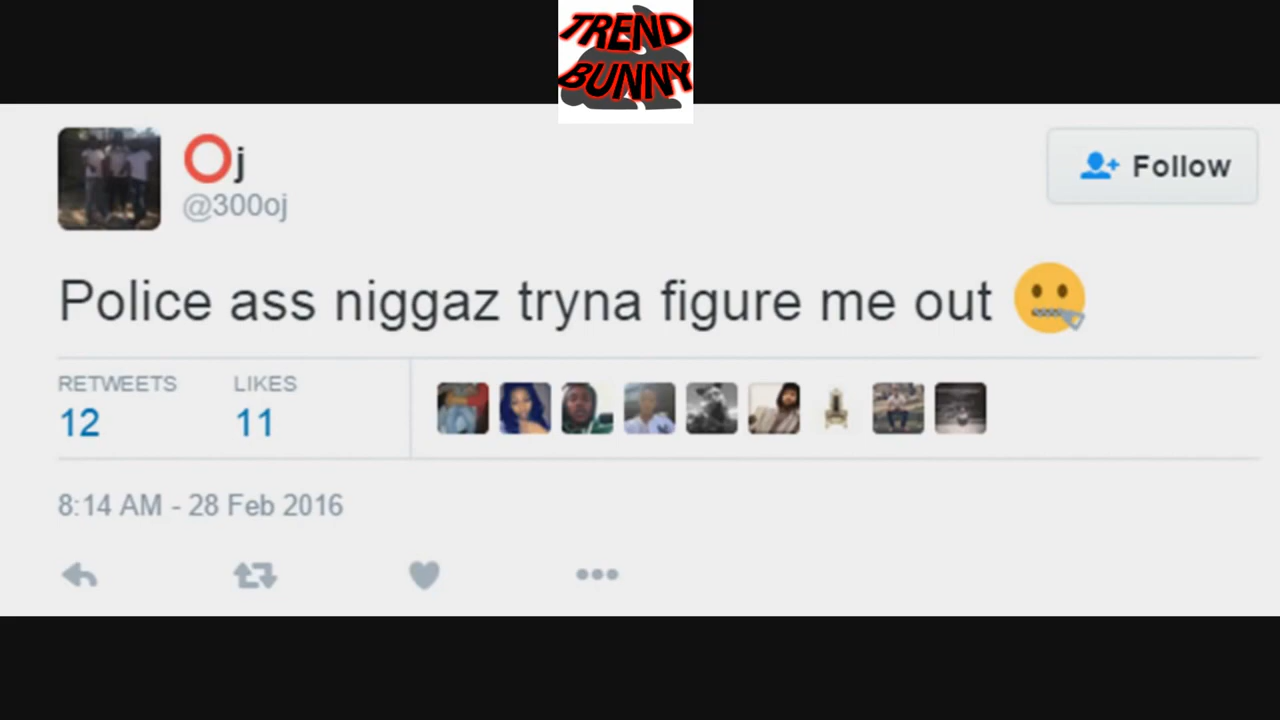 TREND
BUNNY
⭕j
@300oj
Follow
Police ass niggaz tryna figure me out 🤐
RETWEETS LIKES
12 11
8:14 AM - 28 Feb 2016